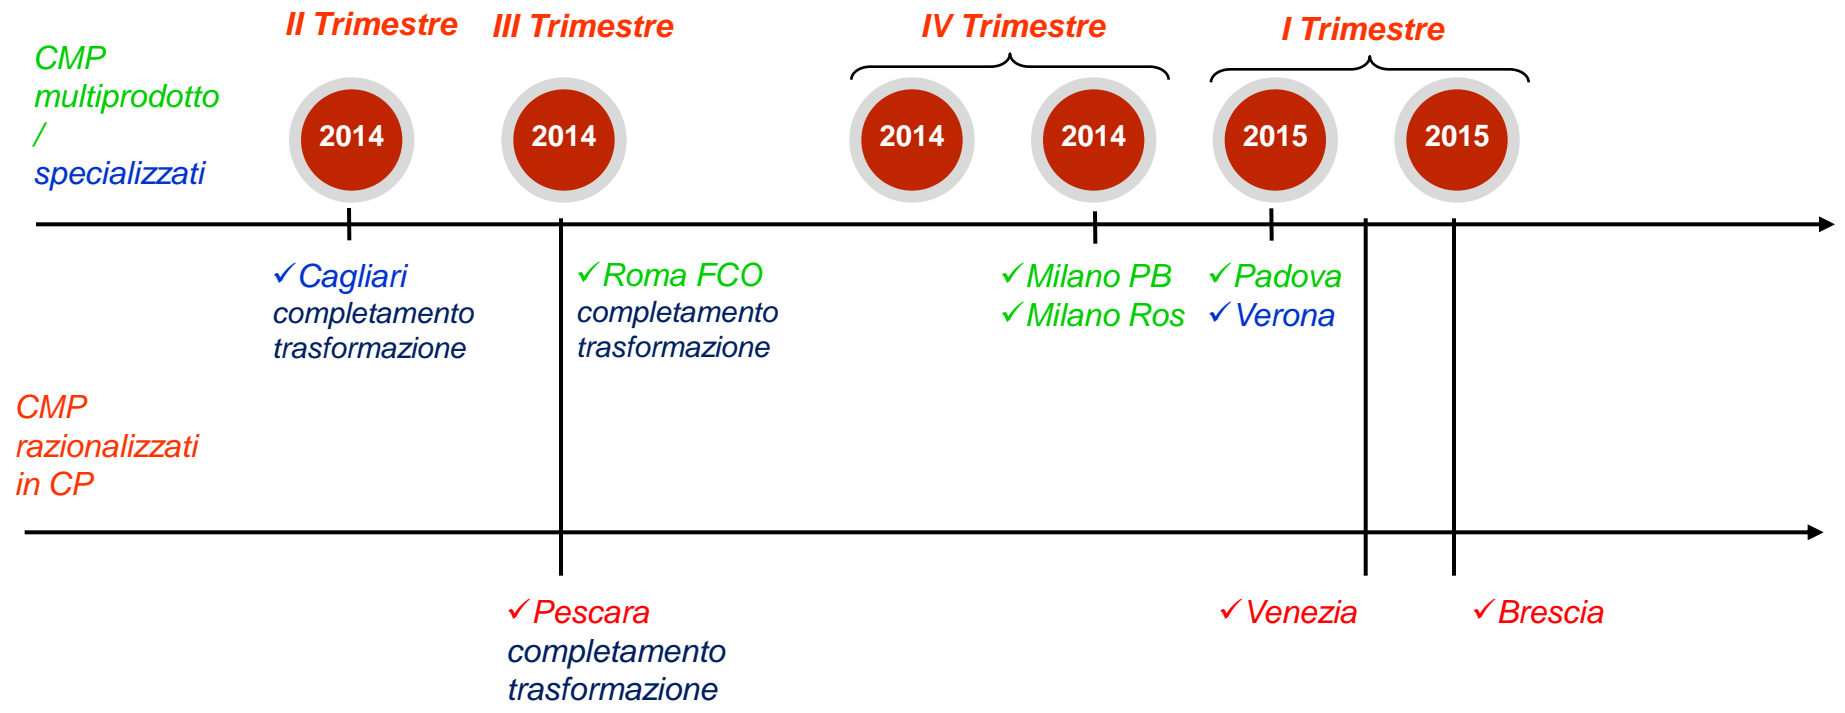 II Trimestre III Trimestre IV Trimestre I Trimestre
CMP
multiprodotto
/
specializzati
2014 2014 2014 2014 2015 2015
✓Cagliari
completamento
trasformazione
✓Roma FCO
completamento
trasformazione
✓Milano PB
✓Milano Ros
✓Padova
✓Verona
CMP
razionalizzati
in CP
✓Pescara
completamento
trasformazione
✓Venezia
✓Brescia